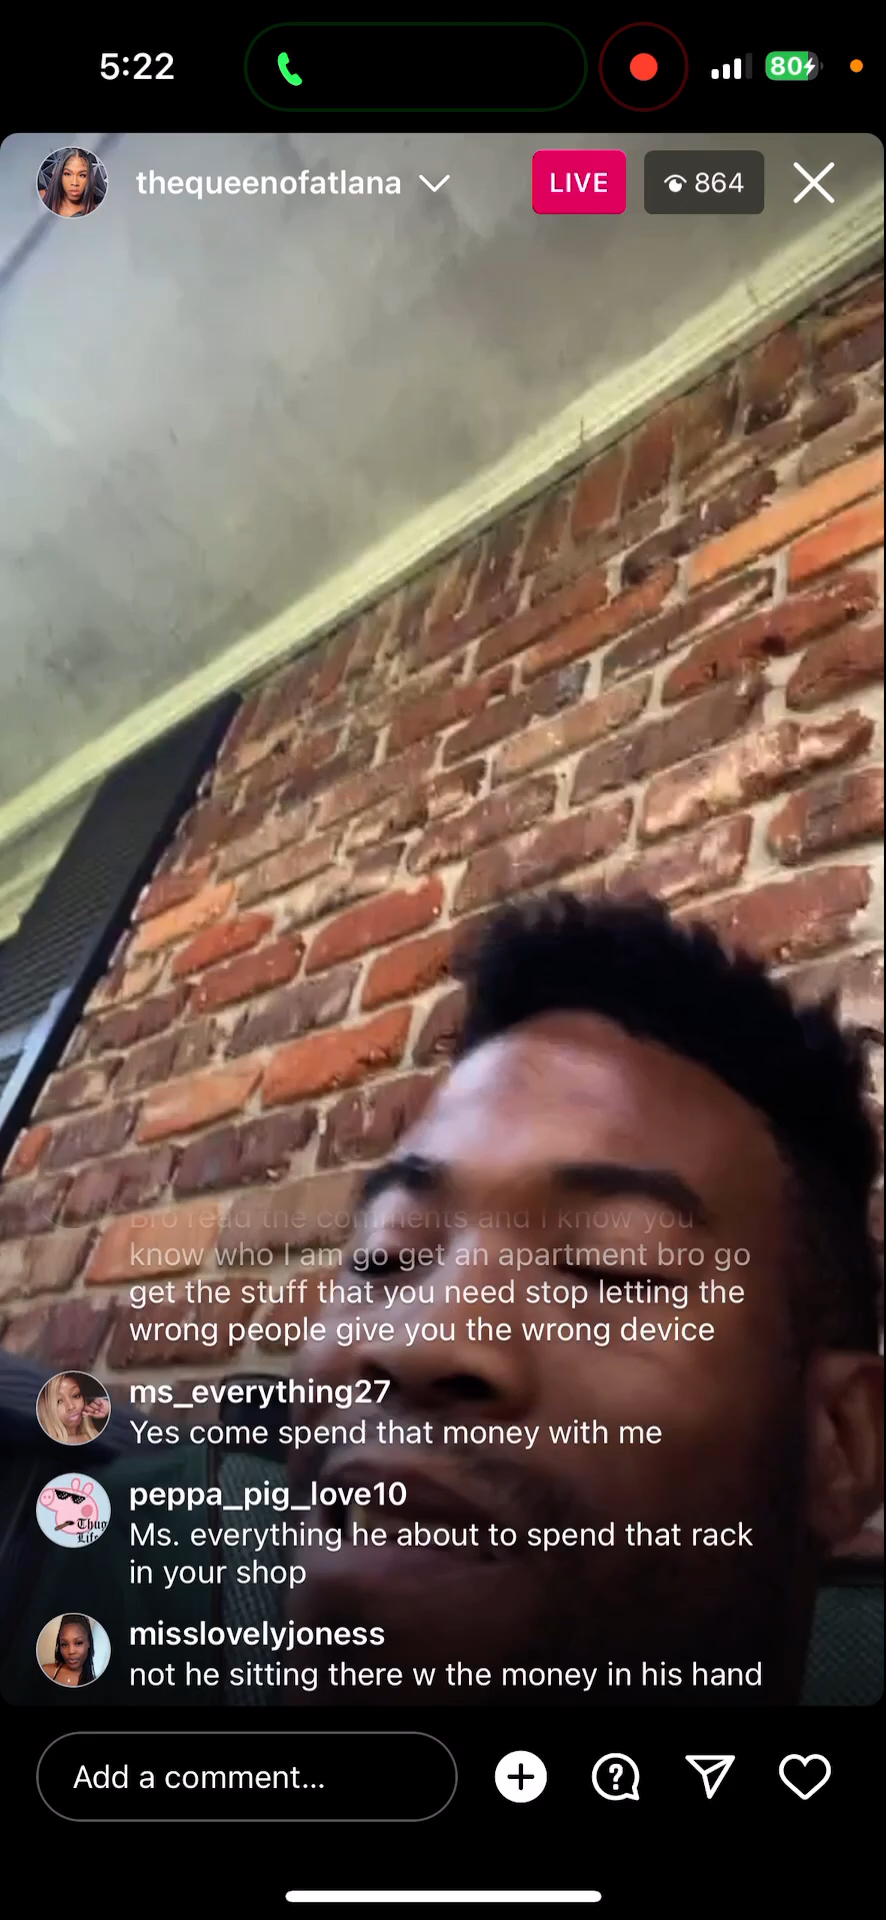 5:22
80
thequeenofatlana
LIVE
864
Bro read the comments and I know you
know who I am go get an apartment bro go
get the stuff that you need stop letting the
wrong people give you the wrong device
ms_everything27
Yes come spend that money with me
peppa_pig_love10
Thug
Life
Ms. everything he about to spend that rack
in your shop
misslovelyjoness
not he sitting there w the money in his hand
Add a comment...